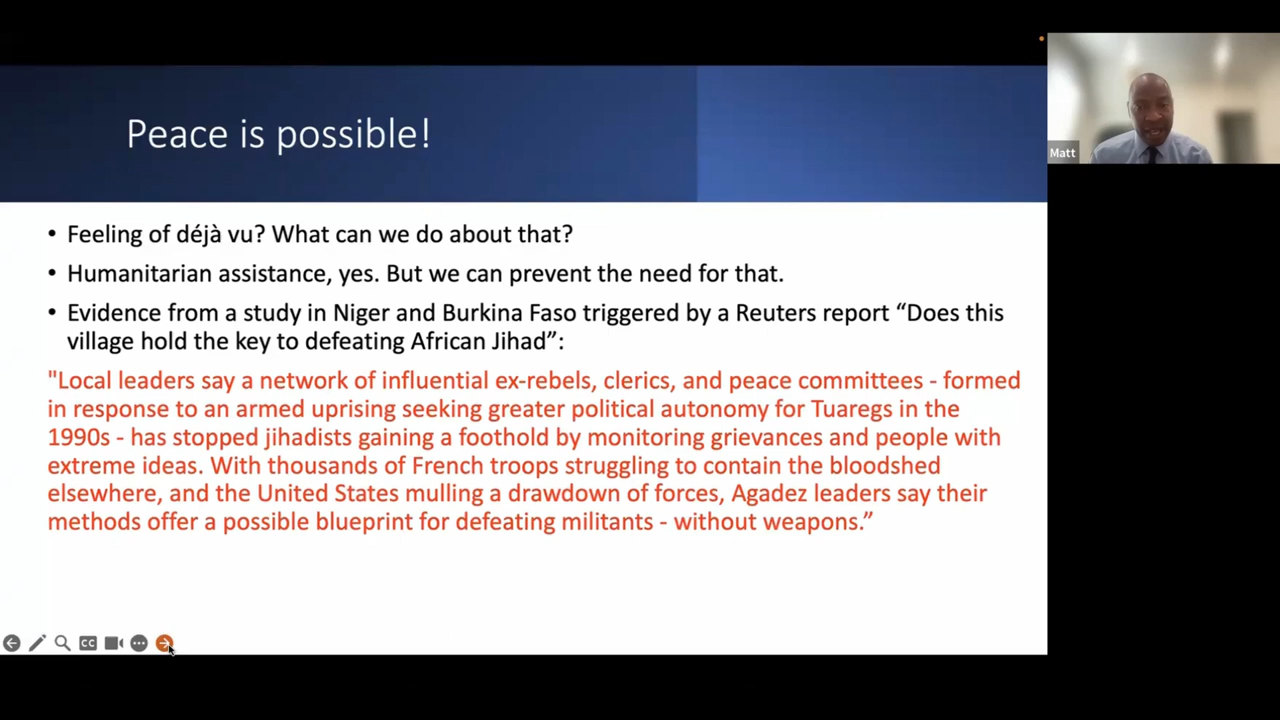 Peace is possible!
Matt
• Feeling of déjà vu? What can we do about that?
• Humanitarian assistance, yes. But we can prevent the need for that.
• Evidence from a study in Niger and Burkina Faso triggered by a Reuters report “Does this
village hold the key to defeating African Jihad”:
"Local leaders say a network of influential ex-rebels, clerics, and peace committees - formed
in response to an armed uprising seeking greater political autonomy for Tuaregs in the
1990s - has stopped jihadists gaining a foothold by monitoring grievances and people with
extreme ideas. With thousands of French troops struggling to contain the bloodshed
elsewhere, and the United States mulling a drawdown of forces, Agadez leaders say their
methods offer a possible blueprint for defeating militants - without weapons.”
CC